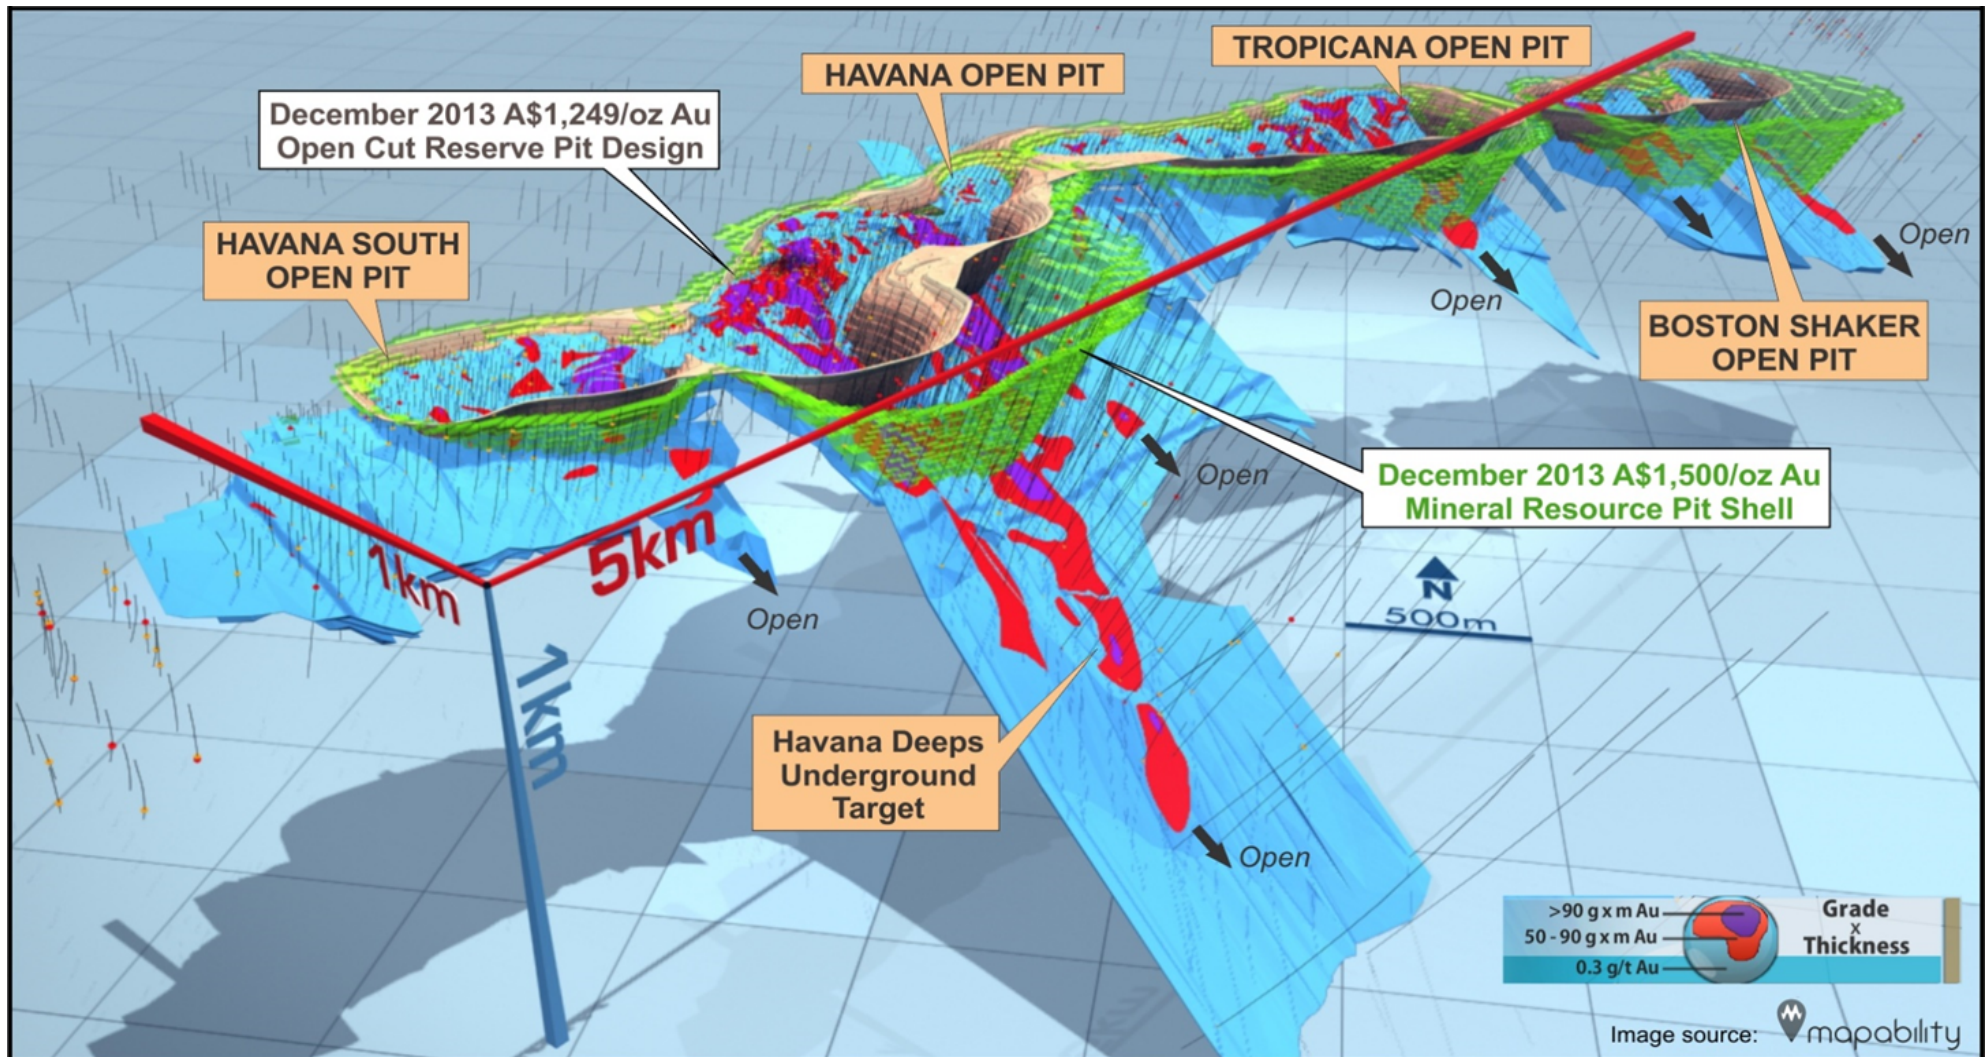 TROPICANA OPEN PIT
HAVANA OPEN PIT
December 2013 A$1,249/oz Au
Open Cut Reserve Pit Design
HAVANA SOUTH
OPEN PIT
Open
Open
BOSTON SHAKER
OPEN PIT
Open
December 2013 A$1,500/oz Au
Mineral Resource Pit Shell
1km
5km
Open
N
500m
1km
Havana Deeps
Underground
Target
Open
>90 g x m Au
50 - 90 g x m Au
0.3 g/t Au
Grade
x
Thickness
Image source: mapability